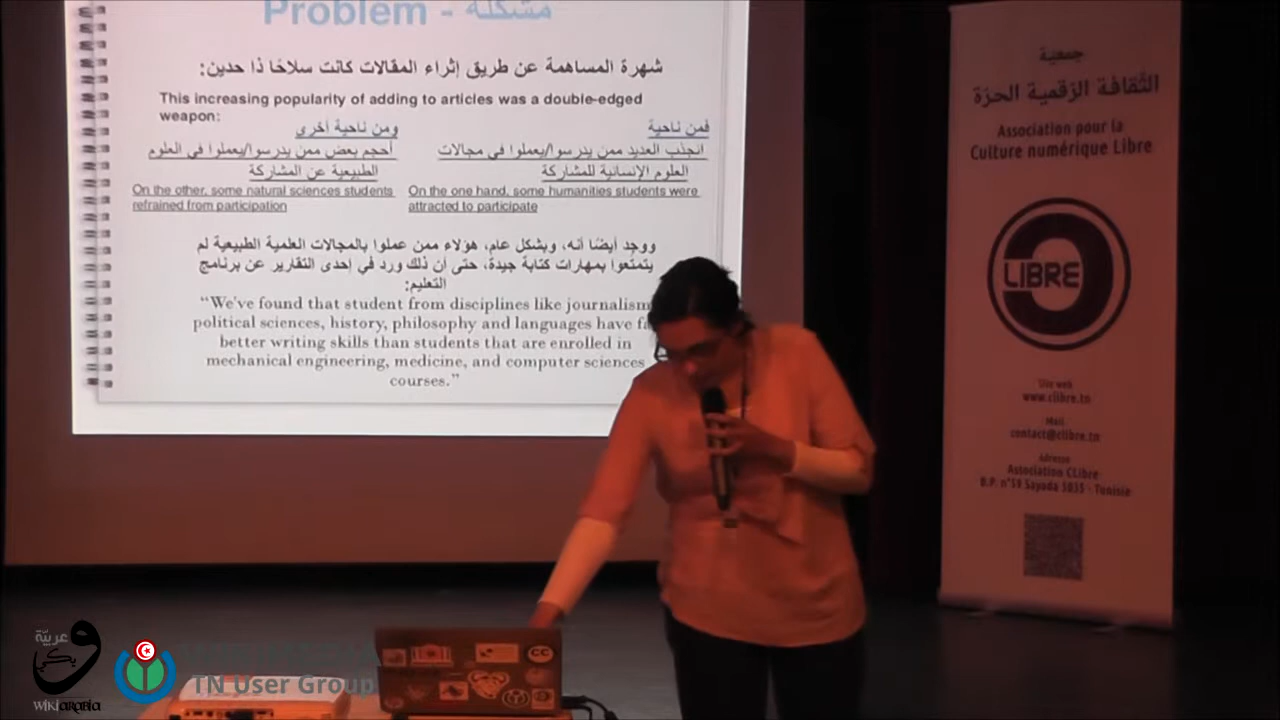 Problem - مشكلة
شهرة المساهمة عن طريق إثراء المقالات كانت سلاحًا ذا حدين:
This increasing popularity of adding to articles was a double-edged
weapon:
فمن ناحية
انجذب العديد ممن يدرسوا/يعملوا في مجالات
العلوم الإنسانية للمشاركة
On the one hand, some humanities students were
attracted to participate
ومن ناحية أخرى
أحجم بعض ممن يدرسوا/يعملوا في العلوم
الطبيعية عن المشاركة
On the other, some natural sciences students
refrained from participation
ووجد أيضًا أنه، وبشكل عام، هؤلاء ممن عملوا بالمجالات العلمية الطبيعية لم
يتمتعوا بمهارات كتابة جيدة، حتى أن ذلك ورد في إحدى التقارير عن برنامج
التعليم:
“We've found that student from disciplines like journalism
political sciences, history, philosophy and languages have
better writing skills than students that are enrolled in
mechanical engineering, medicine, and computer sciences
courses.”
جمعية
الثقافة الرقمية الحرة
Association pour la
Culture numérique Libre
LIBRE
Site web
www.clibre.tn
Mail
contact@clibre.tn
Adresse
Association CLibre
B.P. n°59 Sayada 5035 - Tunisie
cc
ويكي عربية
WIKI ARABIA
WIKIMEDIA
TN User Group